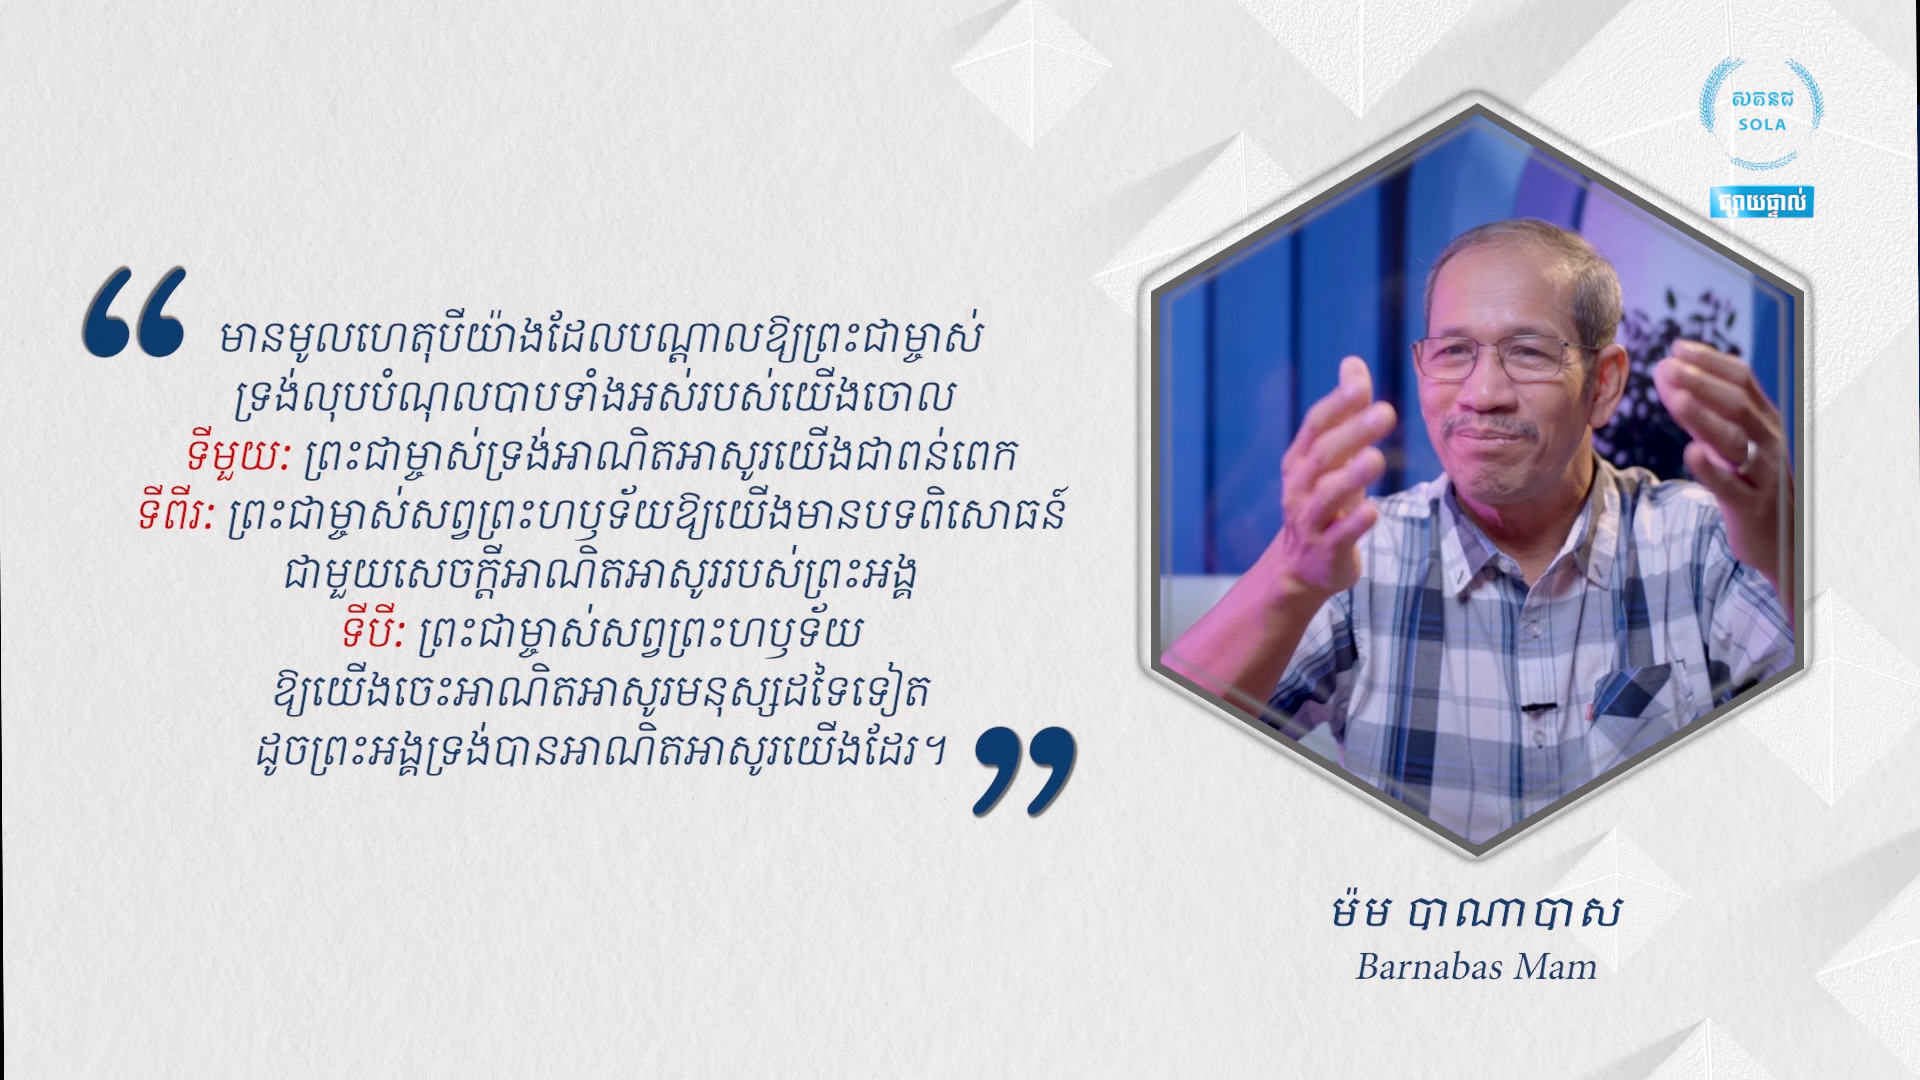 សគនជ
SOLA
ផ្សាយផ្ទាល់
មានមូលហេតុបីយ៉ាងដែលបណ្ដាលឱ្យព្រះជាម្ចាស់
ទ្រង់លុបបំណុលបាបទាំងអស់របស់យើងចោល
ទីមួយ: ព្រះជាម្ចាស់ទ្រង់អាណិតអាសូរយើងជាពន់ពេក
ទីពីរ: ព្រះជាម្ចាស់សព្វព្រះហឫទ័យឱ្យយើងមានបទពិសោធន៍
ជាមួយសេចក្ដីអាណិតអាសូររបស់ព្រះអង្គ
ទីបី: ព្រះជាម្ចាស់សព្វព្រះហឫទ័យ
ឱ្យយើងចេះអាណិតអាសូរមនុស្សដទៃទៀត
ដូចព្រះអង្គទ្រង់បានអាណិតអាសូរយើងដែរ។
ម៉ម បាណាបាស
Barnabas Mam